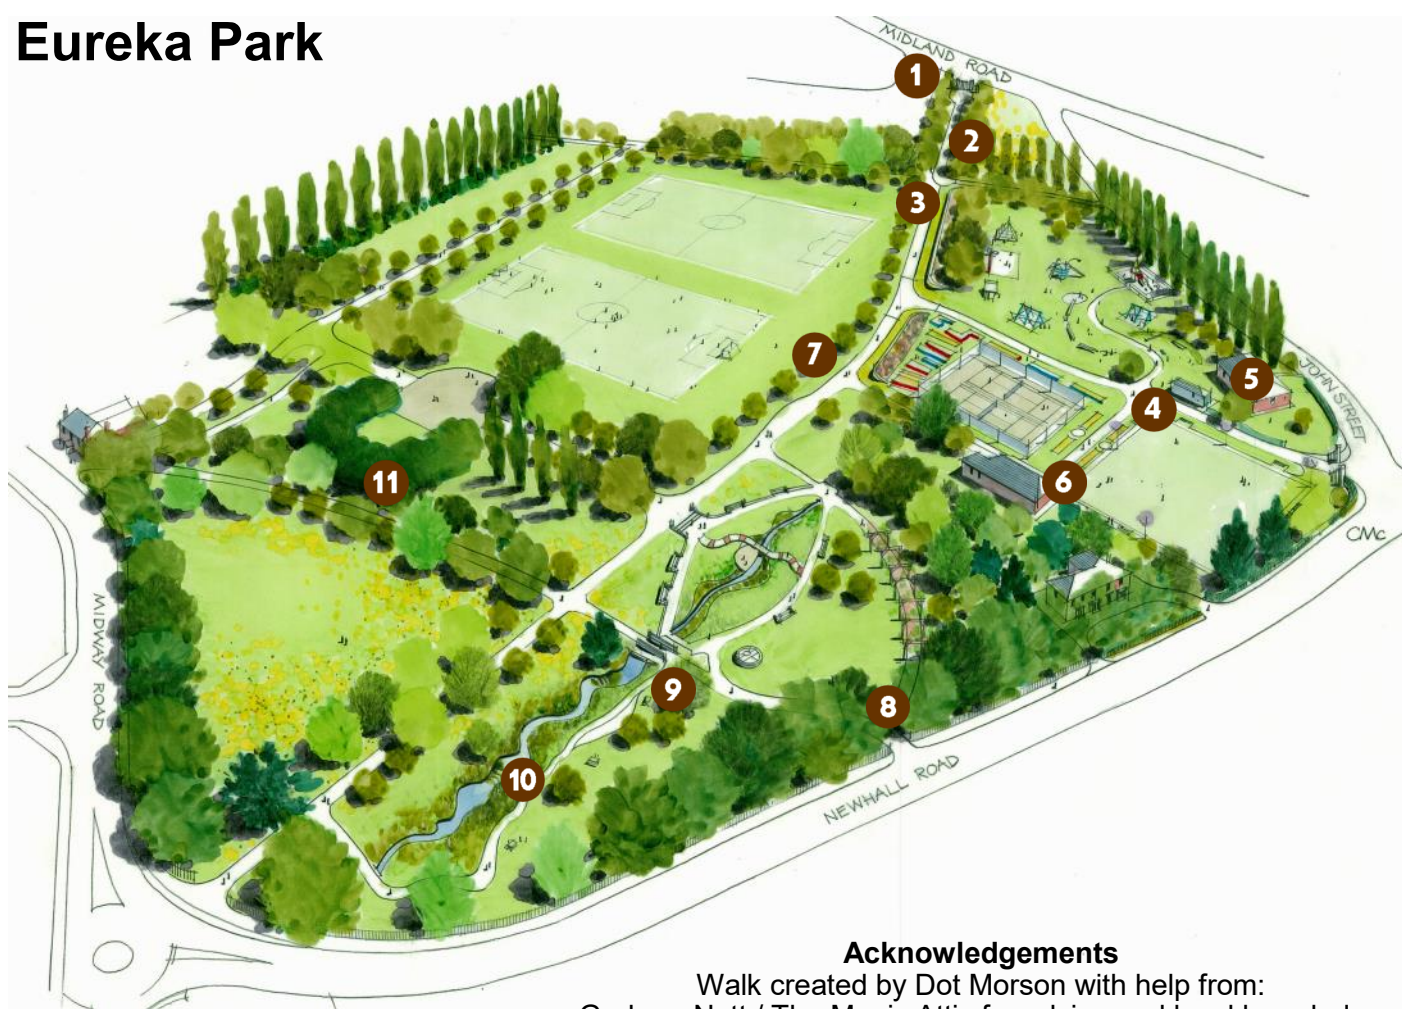 Eureka Park
MIDLAND ROAD
1
2
3
7
5
JOHN STREET
4
6
11
CMc
MIDWAY ROAD
9
8
10
NEWHALL ROAD
Acknowledgements
Walk created by Dot Morson with help from: